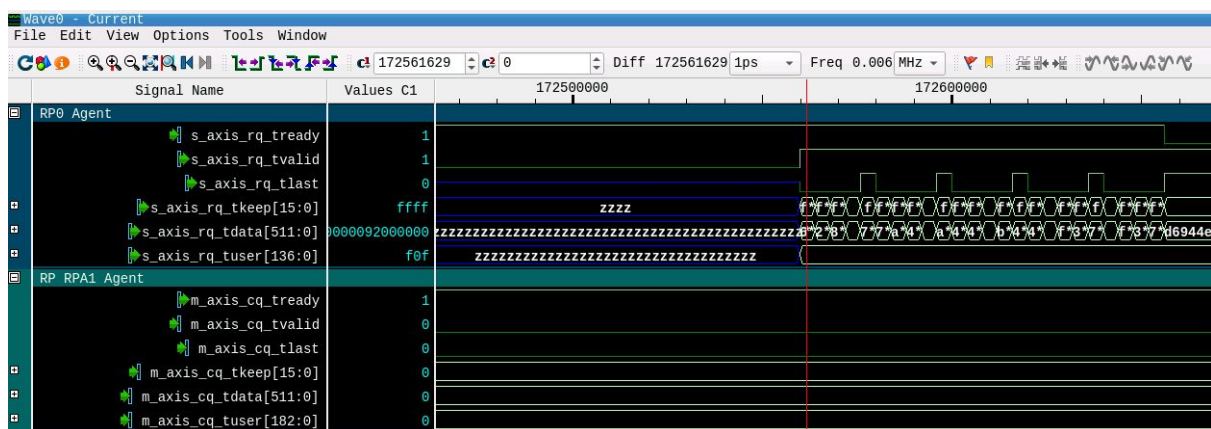 Wave0 - Current
File Edit View Options Tools Window
C1 172561629 C2 0 Diff 172561629 1ps Freq 0.006 MHz
Signal Name Values C1 172500000 172600000
RP0 Agent
s_axis_rq_tready 1
s_axis_rq_tvalid 1
s_axis_rq_tlast 0
s_axis_rq_tkeep[15:0] ffff zzzz
s_axis_rq_tdata[511:0] 0000092000000
s_axis_rq_tuser[136:0] f0f
RP RPA1 Agent
m_axis_cq_tready 1
m_axis_cq_tvalid 0
m_axis_cq_tlast 0
m_axis_cq_tkeep[15:0] 0
m_axis_cq_tdata[511:0] 0
m_axis_cq_tuser[182:0] 0